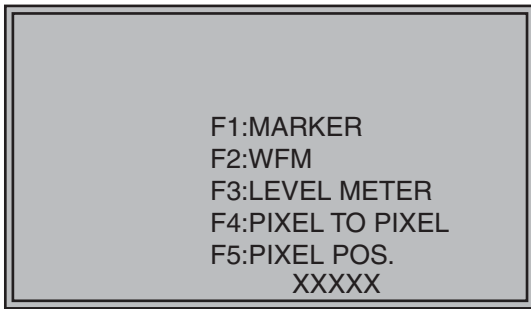 F1:MARKER
F2:WFM
F3:LEVEL METER
F4:PIXEL TO PIXEL
F5:PIXEL POS.
XXXXX